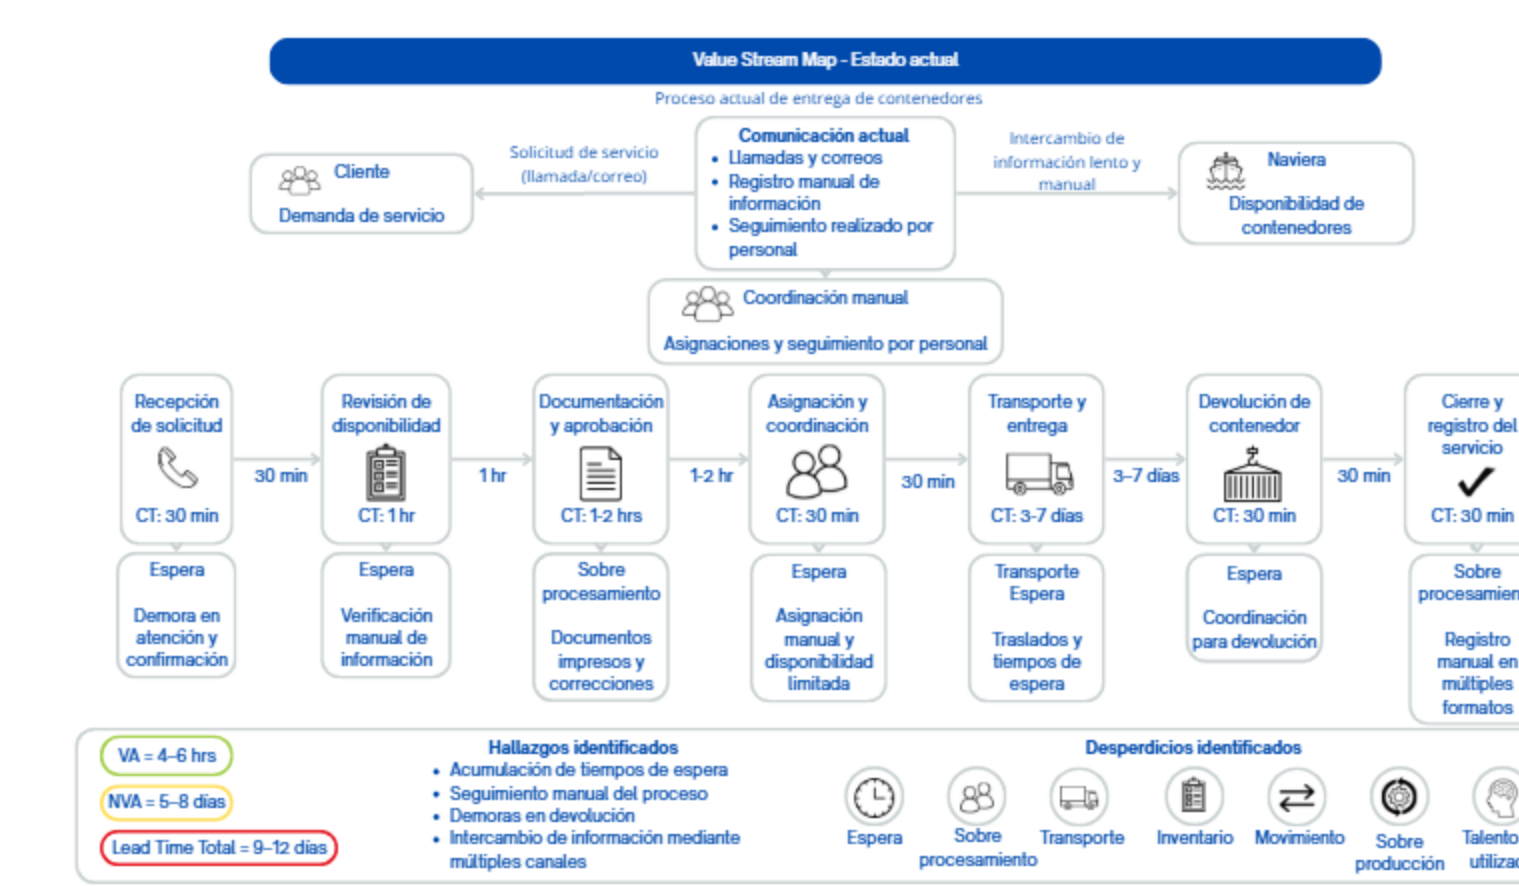 Value Stream Map - Estado actual
Proceso actual de entrega de contenedores
Cliente
Demanda de servicio
Solicitud de servicio
(llamada/correo)
Comunicación actual
• Llamadas y correos
• Registro manual de
información
• Seguimiento realizado por
personal
Intercambio de
información lento y
manual
Naviera
Disponibilidad de
contenedores
Coordinación manual
Asignaciones y seguimiento por personal
Recepción
de solicitud
CT: 30 min
30 min
Revisión de
disponibilidad
CT: 1 hr
1 hr
Documentación
y aprobación
CT: 1-2 hrs
1-2 hr
Asignación y
coordinación
CT: 30 min
30 min
Transporte y
entrega
CT: 3-7 días
3-7 días
Devolución de
contenedor
CT: 30 min
30 min
Cierre y
registro del
servicio
CT: 30 min
Espera
Demora en
atención y
confirmación
Espera
Verificación
manual de
información
Sobre
procesamiento
Documentos
impresos y
correcciones
Espera
Asignación
manual y
disponibilidad
limitada
Transporte
Espera
Traslados y
tiempos de
espera
Espera
Coordinación
para devolución
Sobre
procesamien
Registro
manual en
múltiples
formatos
VA = 4-6 hrs
NVA = 5-8 días
Lead Time Total = 9-12 días
Hallazgos identificados
• Acumulación de tiempos de espera
• Seguimiento manual del proceso
• Demoras en devolución
• Intercambio de información mediante
múltiples canales
Desperdicios identificados
Espera
Sobre
procesamiento
Transporte
Inventario
Movimiento
Sobre
producción
Talento
utiliza